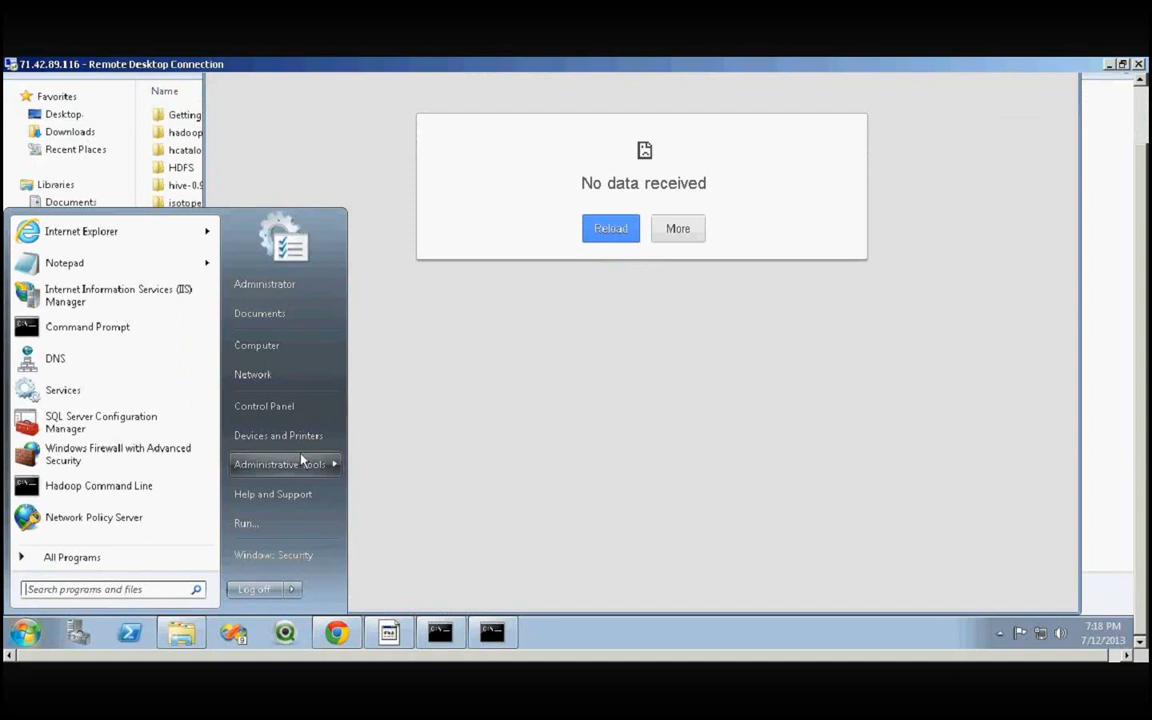 71.42.89.116 - Remote Desktop Connection
Favorites
Desktop
Downloads
Recent Places
Libraries
Documents
Name
Getting
hadoop
hcatalo
HDFS
hive-0.9
isotope
No data received
Reload
More
Internet Explorer
Notepad
Internet Information Services (IIS)
Manager
Command Prompt
DNS
Services
SQL Server Configuration
Manager
Windows Firewall with Advanced
Security
Hadoop Command Line
Network Policy Server
All Programs
Search programs and files
Administrator
Documents
Computer
Network
Control Panel
Devices and Printers
Administrative Tools
Help and Support
Run...
Windows Security
Log off
7:18 PM
7/12/2013